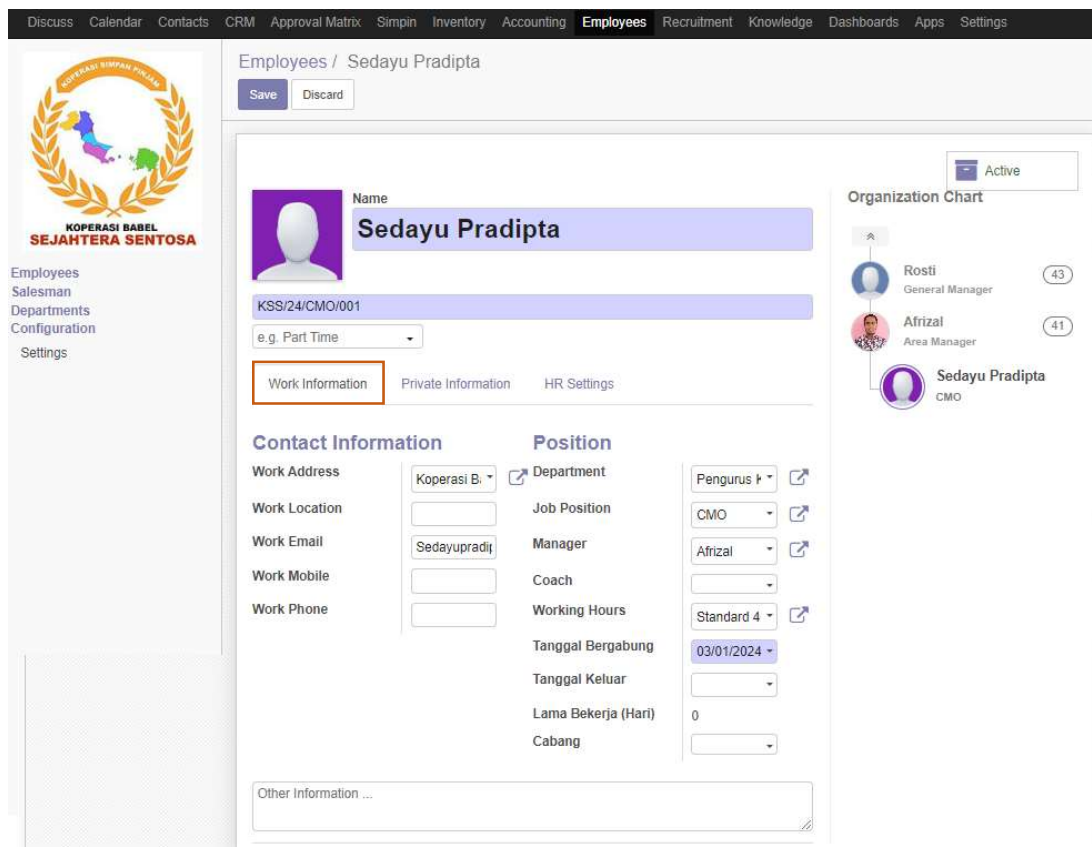 Discuss Calendar Contacts CRM Approval Matrix Simpin Inventory Accounting Employees Recruitment Knowledge Dashboards Apps Settings
KOPERASI SIMPAN PINJAM
KOPERASI BABEL
SEJAHTERA SENTOSA
Employees
Salesman
Departments
Configuration
Settings
Employees / Sedayu Pradipta
Save Discard
Active
Name
Sedayu Pradipta
KSS/24/CMO/001
e.g. Part Time
Work Information Private Information HR Settings
Contact Information
Work Address Koperasi Ba
Work Location
Work Email Sedayupradip
Work Mobile
Work Phone
Position
Department Pengurus K
Job Position CMO
Manager Afrizal
Coach
Working Hours Standard 4
Tanggal Bergabung 03/01/2024
Tanggal Keluar
Lama Bekerja (Hari) 0
Cabang
Other Information ...
Organization Chart
Rosti 43
General Manager
Afrizal 41
Area Manager
Sedayu Pradipta
CMO